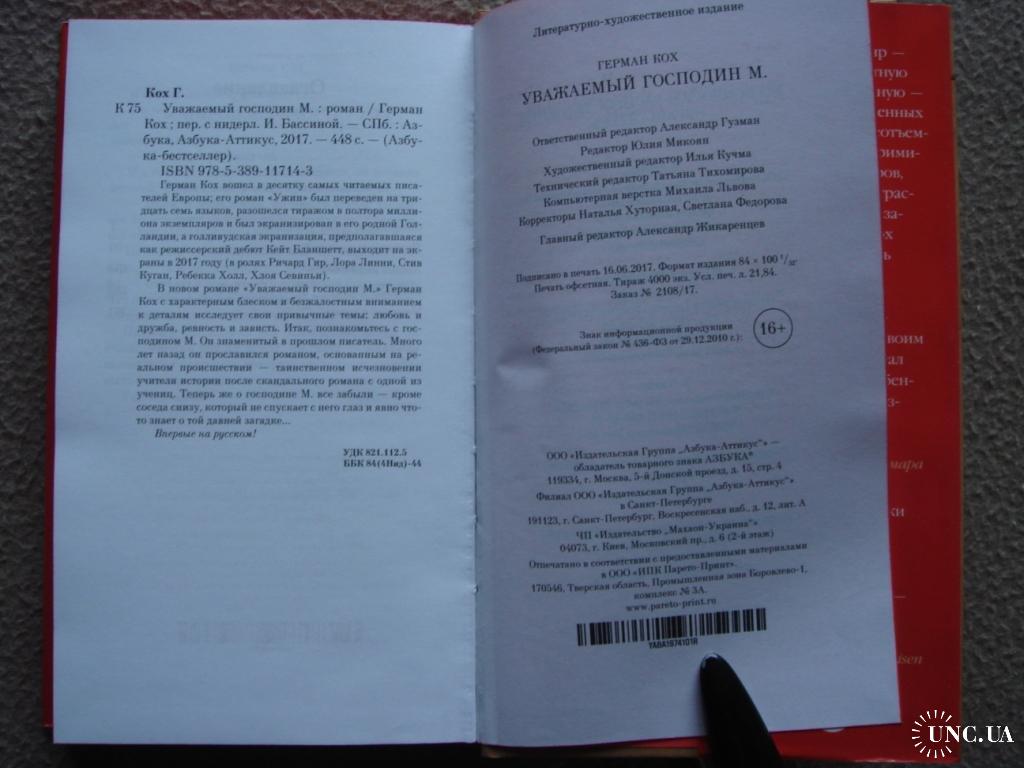 Кох Г.
К 75 Уважаемый господин М. : роман / Герман
Кох ; пер. с нидерл. И. Бассиной. — СПб. : Аз-
бука, Азбука-Аттикус, 2017. — 448 с. — (Азбу-
ка-бестселлер).
ISBN 978-5-389-11714-3
Герман Кох вошел в десятку самых читаемых писа-
телей Европы; его роман «Ужин» был переведен на три-
дцать семь языков, разошелся тиражом в полтора миллио-
на экземпляров и был экранизирован в его родной Гол-
ландии, а голливудская экранизация, предполагавшаяся
как режиссерский дебют Кейт Бланшетт, выходит на эк-
раны в 2017 году (в ролях Ричард Гир, Лора Линни, Стив
Куган, Ребекка Холл, Хлоя Севиньи).
В новом романе «Уважаемый господин М.» Герман
Кох с характерным блеском и безжалостным вниманием
к деталям исследует свои привычные темы: любовь и
дружба, ревность и зависть. Итак, познакомьтесь с гос-
подином М. Он знаменитый в прошлом писатель. Много
лет назад он прославился романом, основанным на ре-
альном происшествии — таинственном исчезновении
учителя истории после скандального романа с одной из
учениц. Теперь же о господине М. все забыли — кроме
соседа снизу, который не спускает с него глаз и явно что-
то знает о той давней загадке...
Впервые на русском!
УДК 821.112.5
ББК 84(4Нид)-44
Литературно-художественное издание
ГЕРМАН КОХ
УВАЖАЕМЫЙ ГОСПОДИН М.
Ответственный редактор Александр Гузман
Редактор Юлия Микоян
Художественный редактор Илья Кучма
Технический редактор Татьяна Тихомирова
Компьютерная верстка Михаила Львова
Корректоры Наталья Хуторная, Светлана Федорова
Главный редактор Александр Жикаренцев
Подписано в печать 16.06.2017. Формат издания 84 × 100 1/32
Печать офсетная. Тираж 4000 экз. Усл. печ. л. 21,84.
Заказ № 2108/17.
Знак информационной продукции
(Федеральный закон № 436-ФЗ от 29.12.2010 г.):
16+
ООО «Издательская Группа „Азбука-Аттикус“» —
обладатель товарного знака АЗБУКА®
119334, г. Москва, 5-й Донской проезд, д. 15, стр. 4
Филиал ООО «Издательская Группа „Азбука-Аттикус“»
в Санкт-Петербурге
191123, г. Санкт-Петербург, Воскресенская наб., д. 12, лит. А
ЧП «Издательство „Махаон-Украина“»
04073, г. Киев, Московский пр., д. 6 (2-й этаж)
Отпечатано в соответствии с предоставленными материалами
в ООО «ИПК Парето-Принт».
170546, Тверская область, Промышленная зона Боровлево-1,
комплекс № 3А.
www.pareto-print.ru
YABA1974101R
UNC.UA